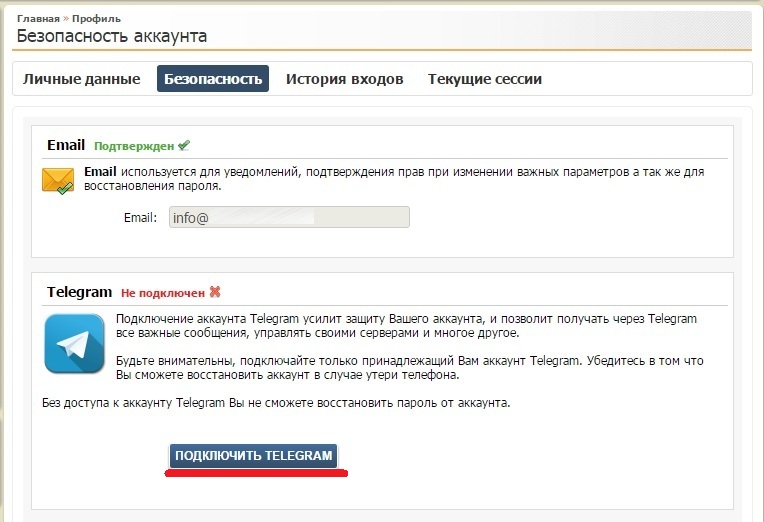 Главная » Профиль
Безопасность аккаунта
Личные данные Безопасность История входов Текущие сессии
Email Подтвержден
Email используется для уведомлений, подтверждения прав при изменении важных параметров а так же для
восстановления пароля.
Email: info@
Telegram Не подключен
Подключение аккаунта Telegram усилит защиту Вашего аккаунта, и позволит получать через Telegram
все важные сообщения, управлять своими серверами и многое другое.
Будьте внимательны, подключайте только принадлежащий Вам аккаунт Telegram. Убедитесь в том что
Вы сможете восстановить аккаунт в случае утери телефона.
Без доступа к аккаунту Telegram Вы не сможете восстановить пароль от аккаунта.
ПОДКЛЮЧИТЬ TELEGRAM